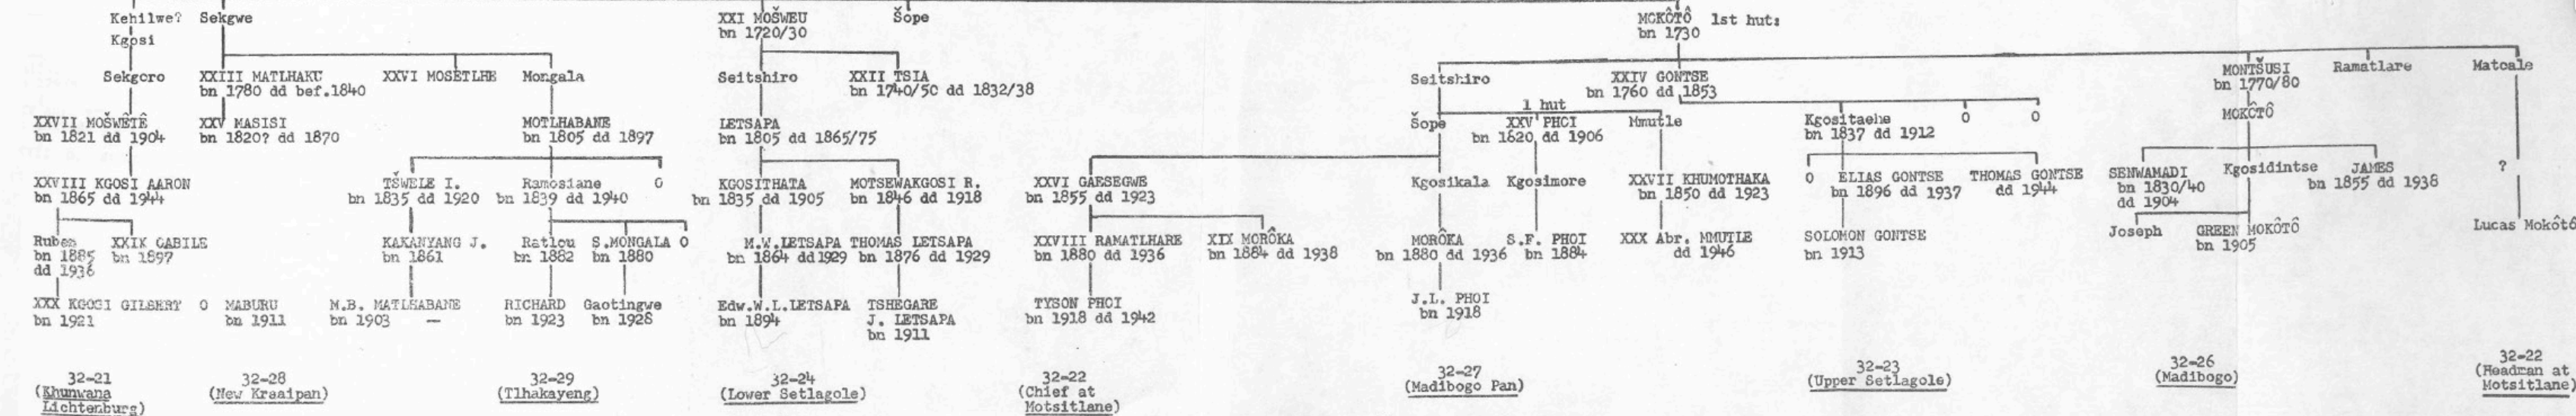 Kehilwe? Sekgwe XXI MOŠWEU Šope MOKÔTÔ 1st hut:
bn 1720/30 bn 1730
Kgosi
Sekgoro XXIII MATLHAKU XXVI MOSETLHE Mongala Seitshiro XXII TSIA Seitshiro XXIV GONTSE MONTŠUSI Ramatlare Matoale
bn 1780 dd bef.1840 bn 1740/50 dd 1832/38 bn 1760 dd 1853 bn 1770/80
1 hut
XXVII MOŠWÊTÊ XXV MASISI MOTLHABANE LETSAPA Šope XXV PHOI Mmutle Kgositaehe O O MOKÔTÔ
bn 1821 dd 1904 bn 1820? dd 1870 bn 1805 dd 1897 bn 1805 dd 1865/75 bn 1820 dd 1906 bn 1837 dd 1912
XXVIII KGOSI AARON TŠWELE I. Ramosiane O KGOSITHATA MOTSEWAKGOSI R. XXVI GAESEGWE Kgosikala Kgosimore XXVII KHUMOTHAKA O ELIAS GONTSE THOMAS GONTSE SENWAMADI Kgosidintse JAMES ?
bn 1865 dd 1944 bn 1835 dd 1920 bn 1839 dd 1940 bn 1835 dd 1905 bn 1846 dd 1918 bn 1855 dd 1923 bn 1850 dd 1923 bn 1896 dd 1937 dd 1944 bn 1830/40 bn 1855 dd 1938
dd 1904
Ruben XXIX GABILE KAKANYANG J. Ratlou S.MONGALA O M.W.LETSAPA THOMAS LETSAPA XXVIII RAMATLHARE XIX MORÔKA MORÔKA S.F. PHOI XXX Abr. MMUTLE SOLOMON GONTSE Joseph GREEN MOKÔTÔ Lucas Mokôtô
bn 1885 bn 1897 bn 1861 bn 1882 bn 1880 bn 1864 dd 1929 bn 1876 dd 1929 bn 1880 dd 1936 bn 1884 dd 1938 bn 1880 dd 1936 bn 1884 dd 1946 bn 1913 bn 1905
dd 1936
XXX KGOSI GILBERT O MABURU M.B. MATLHABANE RICHARD Gaotingwe Edw.W.L.LETSAPA TSHEGARE TYSON PHOI J.L. PHOI
bn 1921 bn 1911 bn 1903 — bn 1923 bn 1928 bn 1894 J. LETSAPA bn 1918 dd 1942 bn 1918
bn 1911
32-21 32-28 32-29 32-24 32-22 32-27 32-23 32-26 32-22
(Khunwana (New Kraaipan) (Tlhakayeng) (Lower Setlagole) (Chief at (Madibogo Pan) (Upper Setlagole) (Madibogo) (Headman at
Lichtenburg) Motsitlane) Motsitlane)